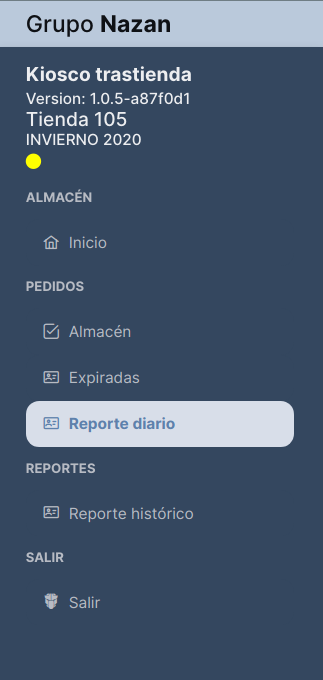 Grupo Nazan
Kiosco trastienda
Version: 1.0.5-a87f0d1
Tienda 105
INVIERNO 2020
ALMACÉN
Inicio
PEDIDOS
Almacén
Expiradas
Reporte diario
REPORTES
Reporte histórico
SALIR
Salir